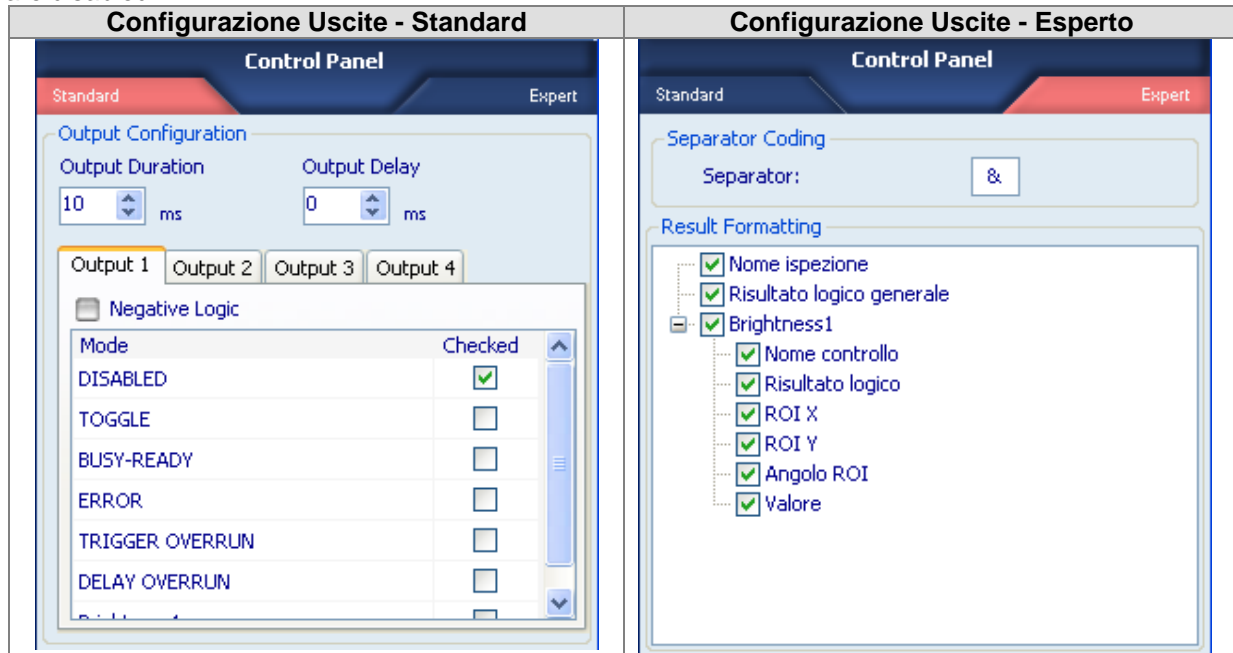 Configurazione Uscite - Standard
Control Panel
Standard
Expert
Output Configuration
Output Duration
Output Delay
10
ms
0
ms
Output 1
Output 2
Output 3
Output 4
Negative Logic
Mode
Checked
DISABLED
TOGGLE
BUSY-READY
ERROR
TRIGGER OVERRUN
DELAY OVERRUN
Configurazione Uscite - Esperto
Control Panel
Standard
Expert
Separator Coding
Separator:
&
Result Formatting
Nome ispezione
Risultato logico generale
Brightness1
Nome controllo
Risultato logico
ROI X
ROI Y
Angolo ROI
Valore